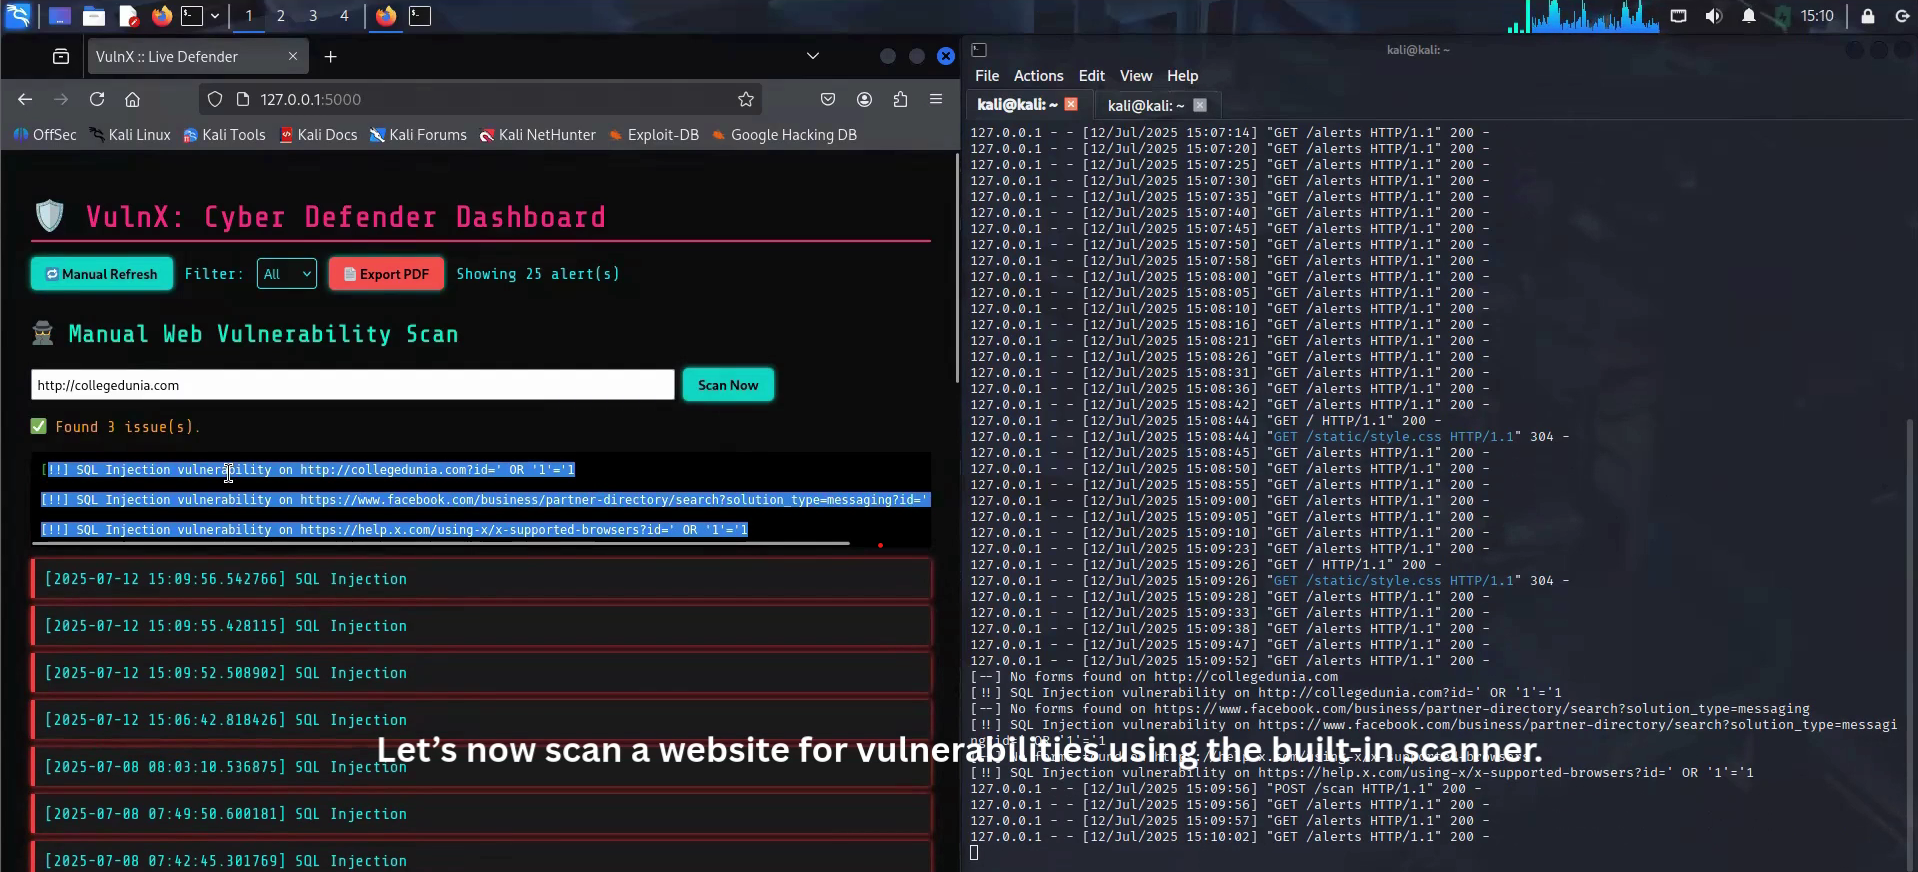 1 2 3 4
15:10
VulnX :: Live Defender
127.0.0.1:5000
OffSec Kali Linux Kali Tools Kali Docs Kali Forums Kali NetHunter Exploit-DB Google Hacking DB
VulnX: Cyber Defender Dashboard
Manual Refresh Filter: All Export PDF Showing 25 alert(s)
Manual Web Vulnerability Scan
http://collegedunia.com Scan Now
Found 3 issue(s).
[!!] SQL Injection vulnerability on http://collegedunia.com?id=' OR '1'='1
[!!] SQL Injection vulnerability on https://www.facebook.com/business/partner-directory/search?solution_type=messaging?id='
[!!] SQL Injection vulnerability on https://help.x.com/using-x/x-supported-browsers?id=' OR '1'='1
[2025-07-12 15:09:56.542766] SQL Injection
[2025-07-12 15:09:55.428115] SQL Injection
[2025-07-12 15:09:52.508902] SQL Injection
[2025-07-12 15:06:42.818426] SQL Injection
[2025-07-08 08:03:10.536875] SQL Injection
[2025-07-08 07:49:50.600181] SQL Injection
[2025-07-08 07:42:45.301769] SQL Injection
kali@kali: ~
File Actions Edit View Help
kali@kali: ~ kali@kali: ~
127.0.0.1 - - [12/Jul/2025 15:07:14] "GET /alerts HTTP/1.1" 200 -
127.0.0.1 - - [12/Jul/2025 15:07:20] "GET /alerts HTTP/1.1" 200 -
127.0.0.1 - - [12/Jul/2025 15:07:25] "GET /alerts HTTP/1.1" 200 -
127.0.0.1 - - [12/Jul/2025 15:07:30] "GET /alerts HTTP/1.1" 200 -
127.0.0.1 - - [12/Jul/2025 15:07:35] "GET /alerts HTTP/1.1" 200 -
127.0.0.1 - - [12/Jul/2025 15:07:40] "GET /alerts HTTP/1.1" 200 -
127.0.0.1 - - [12/Jul/2025 15:07:45] "GET /alerts HTTP/1.1" 200 -
127.0.0.1 - - [12/Jul/2025 15:07:50] "GET /alerts HTTP/1.1" 200 -
127.0.0.1 - - [12/Jul/2025 15:07:58] "GET /alerts HTTP/1.1" 200 -
127.0.0.1 - - [12/Jul/2025 15:08:00] "GET /alerts HTTP/1.1" 200 -
127.0.0.1 - - [12/Jul/2025 15:08:05] "GET /alerts HTTP/1.1" 200 -
127.0.0.1 - - [12/Jul/2025 15:08:10] "GET /alerts HTTP/1.1" 200 -
127.0.0.1 - - [12/Jul/2025 15:08:16] "GET /alerts HTTP/1.1" 200 -
127.0.0.1 - - [12/Jul/2025 15:08:21] "GET /alerts HTTP/1.1" 200 -
127.0.0.1 - - [12/Jul/2025 15:08:26] "GET /alerts HTTP/1.1" 200 -
127.0.0.1 - - [12/Jul/2025 15:08:31] "GET /alerts HTTP/1.1" 200 -
127.0.0.1 - - [12/Jul/2025 15:08:36] "GET /alerts HTTP/1.1" 200 -
127.0.0.1 - - [12/Jul/2025 15:08:42] "GET /alerts HTTP/1.1" 200 -
127.0.0.1 - - [12/Jul/2025 15:08:44] "GET / HTTP/1.1" 200 -
127.0.0.1 - - [12/Jul/2025 15:08:44] "GET /static/style.css HTTP/1.1" 304 -
127.0.0.1 - - [12/Jul/2025 15:08:45] "GET /alerts HTTP/1.1" 200 -
127.0.0.1 - - [12/Jul/2025 15:08:50] "GET /alerts HTTP/1.1" 200 -
127.0.0.1 - - [12/Jul/2025 15:08:55] "GET /alerts HTTP/1.1" 200 -
127.0.0.1 - - [12/Jul/2025 15:09:00] "GET /alerts HTTP/1.1" 200 -
127.0.0.1 - - [12/Jul/2025 15:09:05] "GET /alerts HTTP/1.1" 200 -
127.0.0.1 - - [12/Jul/2025 15:09:10] "GET /alerts HTTP/1.1" 200 -
127.0.0.1 - - [12/Jul/2025 15:09:23] "GET /alerts HTTP/1.1" 200 -
127.0.0.1 - - [12/Jul/2025 15:09:26] "GET / HTTP/1.1" 200 -
127.0.0.1 - - [12/Jul/2025 15:09:26] "GET /static/style.css HTTP/1.1" 304 -
127.0.0.1 - - [12/Jul/2025 15:09:28] "GET /alerts HTTP/1.1" 200 -
127.0.0.1 - - [12/Jul/2025 15:09:33] "GET /alerts HTTP/1.1" 200 -
127.0.0.1 - - [12/Jul/2025 15:09:38] "GET /alerts HTTP/1.1" 200 -
127.0.0.1 - - [12/Jul/2025 15:09:47] "GET /alerts HTTP/1.1" 200 -
127.0.0.1 - - [12/Jul/2025 15:09:52] "GET /alerts HTTP/1.1" 200 -
[--] No forms found on http://collegedunia.com
[!!] SQL Injection vulnerability on http://collegedunia.com?id=' OR '1'='1
[--] No forms found on https://www.facebook.com/business/partner-directory/search?solution_type=messaging
[!!] SQL Injection vulnerability on https://www.facebook.com/business/partner-directory/search?solution_type=messagi
ng?id=' OR '1'='1
[!!] SQL Injection vulnerability on https://help.x.com/using-x/x-supported-browsers?id=' OR '1'='1
127.0.0.1 - - [12/Jul/2025 15:09:56] "POST /scan HTTP/1.1" 200 -
127.0.0.1 - - [12/Jul/2025 15:09:56] "GET /alerts HTTP/1.1" 200 -
127.0.0.1 - - [12/Jul/2025 15:09:57] "GET /alerts HTTP/1.1" 200 -
127.0.0.1 - - [12/Jul/2025 15:10:02] "GET /alerts HTTP/1.1" 200 -
Let’s now scan a website for vulnerabilities using the built-in scanner.